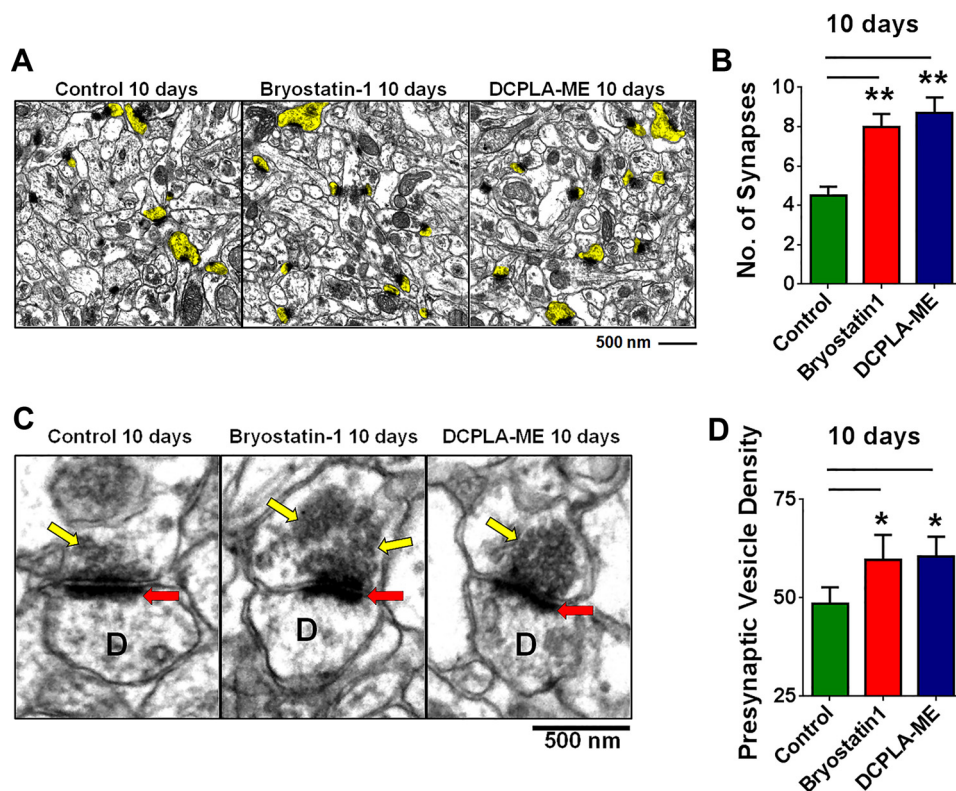 A
Control 10 days
Bryostatin-1 10 days
DCPLA-ME 10 days
500 nm
B
10 days
No. of Synapses
10
8
6
4
2
0
**
**
Control
Bryostatin1
DCPLA-ME
C
Control 10 days
Bryostatin-1 10 days
DCPLA-ME 10 days
D
D
D
500 nm
D
10 days
Presynaptic Vesicle Density
75
50
25
*
*
Control
Bryostatin1
DCPLA-ME